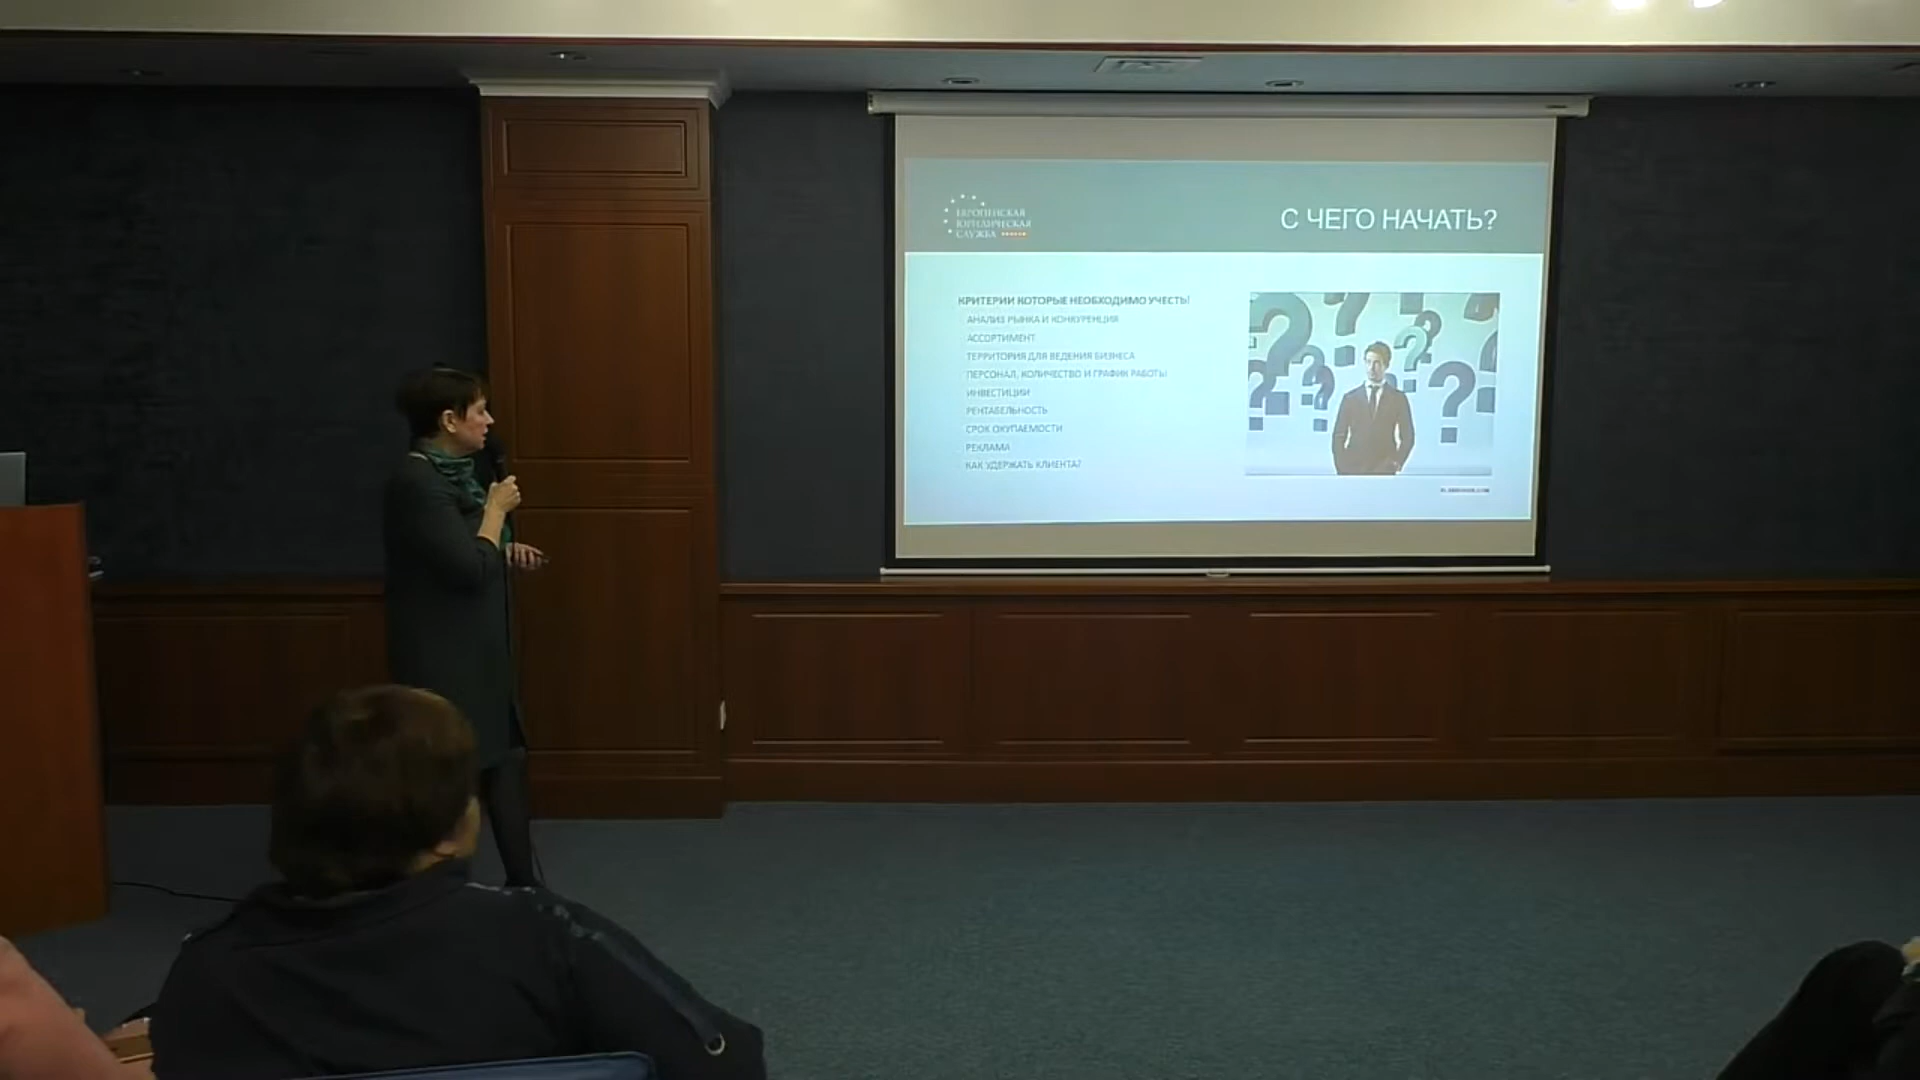 ЕВРОПЕЙСКАЯ
ЮРИДИЧЕСКАЯ
СЛУЖБА
С ЧЕГО НАЧАТЬ?
КРИТЕРИИ КОТОРЫЕ НЕОБХОДИМО УЧЕСТЬ!
АНАЛИЗ РЫНКА И КОНКУРЕНЦИЯ
АССОРТИМЕНТ
ТЕРРИТОРИЯ ДЛЯ ВЕДЕНИЯ БИЗНЕСА
ПЕРСОНАЛ, КОЛИЧЕСТВО И ГРАФИК РАБОТЫ
ИНВЕСТИЦИИ
РЕНТАБЕЛЬНОСТЬ
СРОК ОКУПАЕМОСТИ
РЕКЛАМА
КАК УДЕРЖАТЬ КЛИЕНТА?